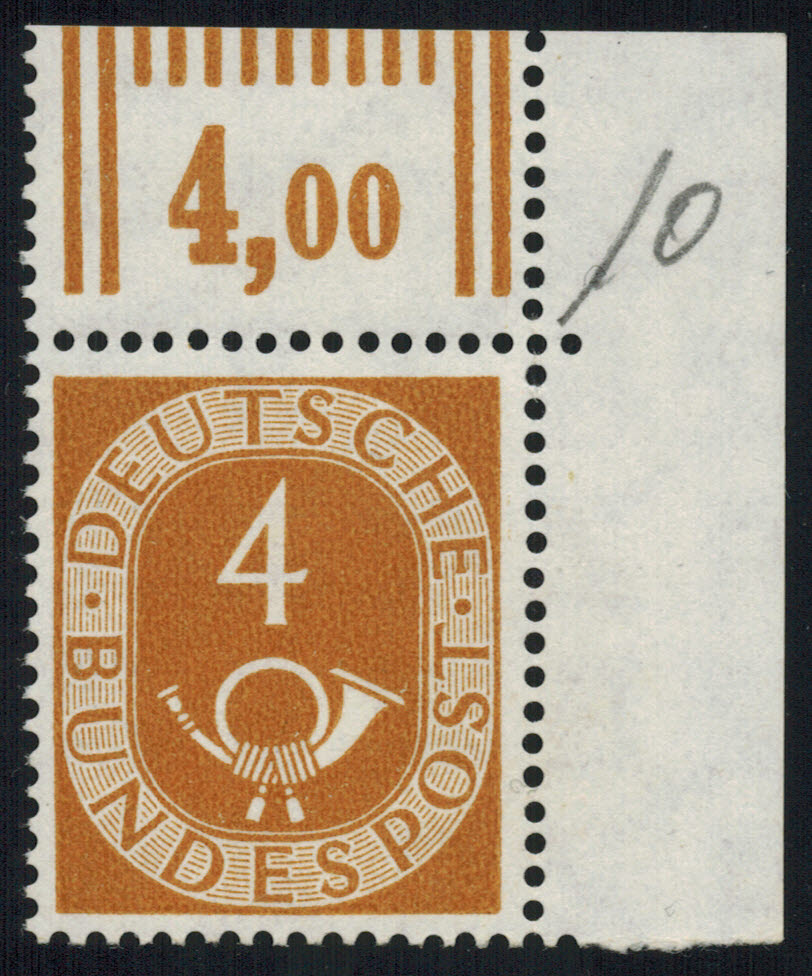 4,00
10
DEUTSCHE · BUNDESPOST ·
4